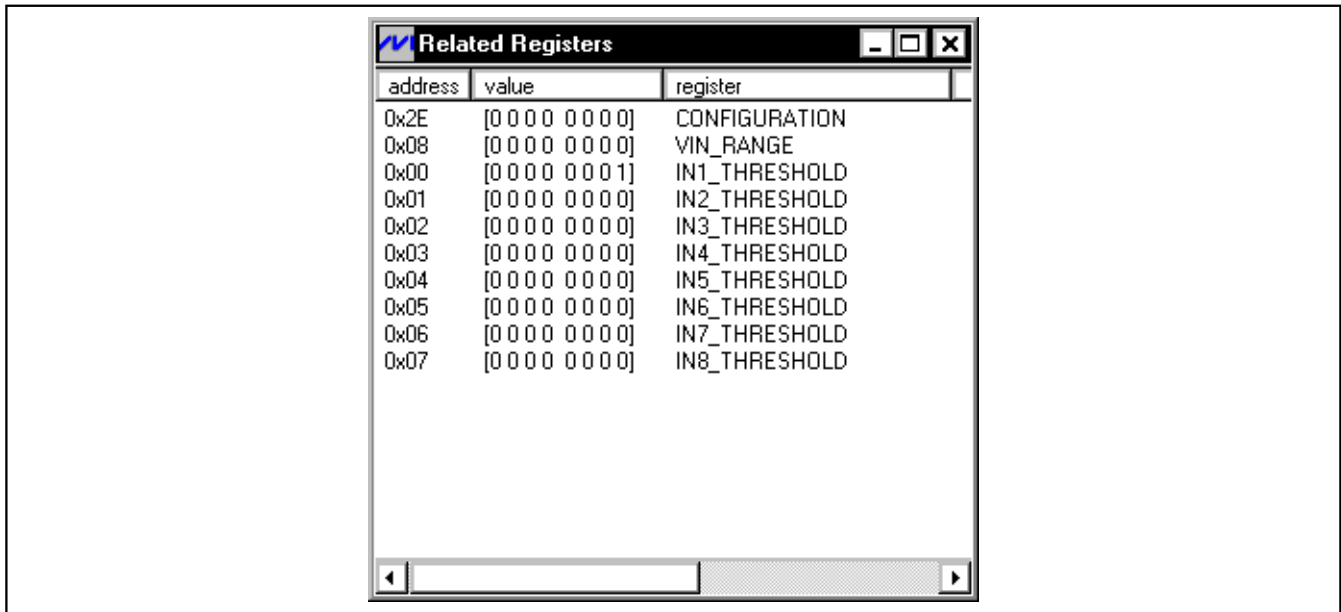 Related Registers
address value register
0x2E [0 0 0 0 0 0 0 0] CONFIGURATION
0x08 [0 0 0 0 0 0 0 0] VIN_RANGE
0x00 [0 0 0 0 0 0 0 1] IN1_THRESHOLD
0x01 [0 0 0 0 0 0 0 0] IN2_THRESHOLD
0x02 [0 0 0 0 0 0 0 0] IN3_THRESHOLD
0x03 [0 0 0 0 0 0 0 0] IN4_THRESHOLD
0x04 [0 0 0 0 0 0 0 0] IN5_THRESHOLD
0x05 [0 0 0 0 0 0 0 0] IN6_THRESHOLD
0x06 [0 0 0 0 0 0 0 0] IN7_THRESHOLD
0x07 [0 0 0 0 0 0 0 0] IN8_THRESHOLD